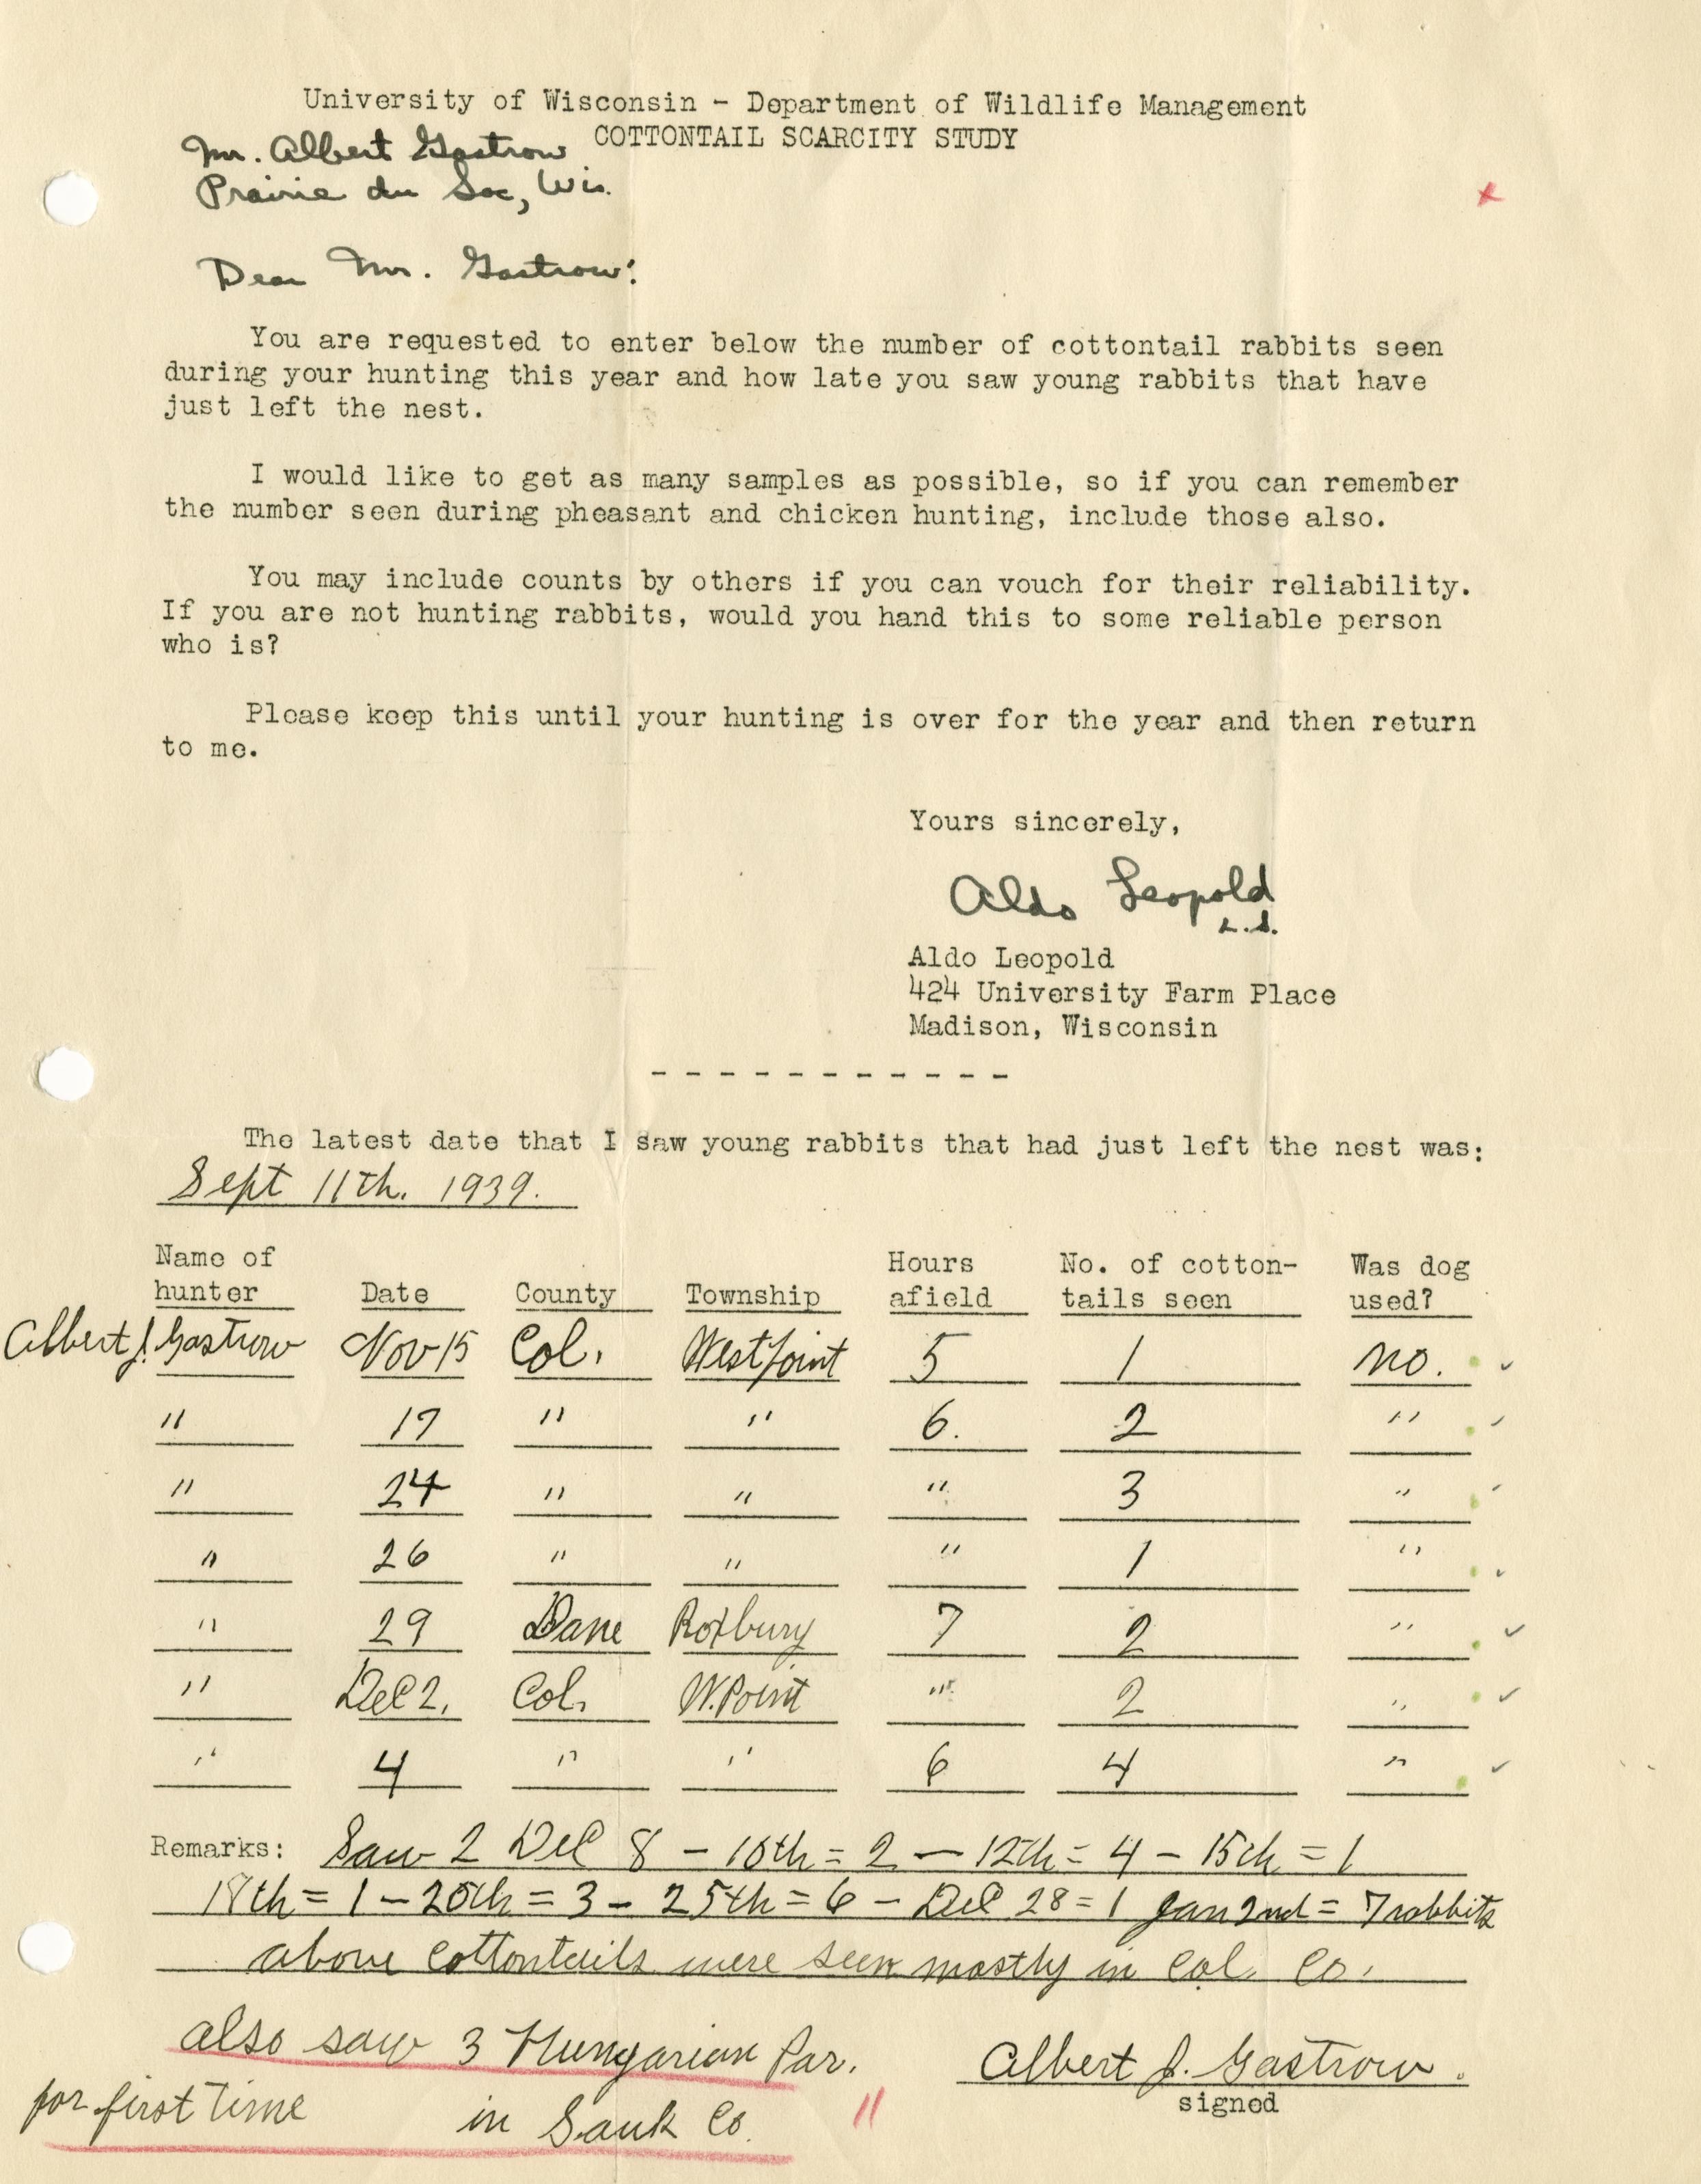 University of Wisconsin - Department of Wildlife Management
COTTONTAIL SCARCITY STUDY
Mr. Albert Gastrow
Prairie du Sac, Wis.
Dear Mr. Gastrow:
You are requested to enter below the number of cottontail rabbits seen
during your hunting this year and how late you saw young rabbits that have
just left the nest.
I would like to get as many samples as possible, so if you can remember
the number seen during pheasant and chicken hunting, include those also.
You may include counts by others if you can vouch for their reliability.
If you are not hunting rabbits, would you hand this to some reliable person
who is?
Please keep this until your hunting is over for the year and then return
to me.
Yours sincerely,
Aldo Leopold
L.S.
Aldo Leopold
424 University Farm Place
Madison, Wisconsin
- - - - - - - - - - -
The latest date that I saw young rabbits that had just left the nest was:
Sept 11th. 1939.
Name of Hours No. of cotton- Was dog
hunter Date County Township afield tails seen used?
Albert J. Gastrow Nov 15 Col. Westpoint 5 1 no.
" 17 " " 6. 2 "
" 24 " " " 3 "
" 26 " " " 1 "
" 29 Dane Roxbury 7 2 "
" Dec 2. Col. W.Point " 2 "
" 4 " " 6 4 "
Remarks: Saw 2 Dec 8 - 10th = 2 - 12th = 4 - 15th = 1
18th = 1 - 20th = 3 - 25th = 6 - Dec 28 = 1 Jan 2nd = 7 rabbits
above cottontails were seen mostly in Col. Co.
also saw 3 Hungarian Par.
for first time in Sauk Co.
Albert J. Gastrow.
signed